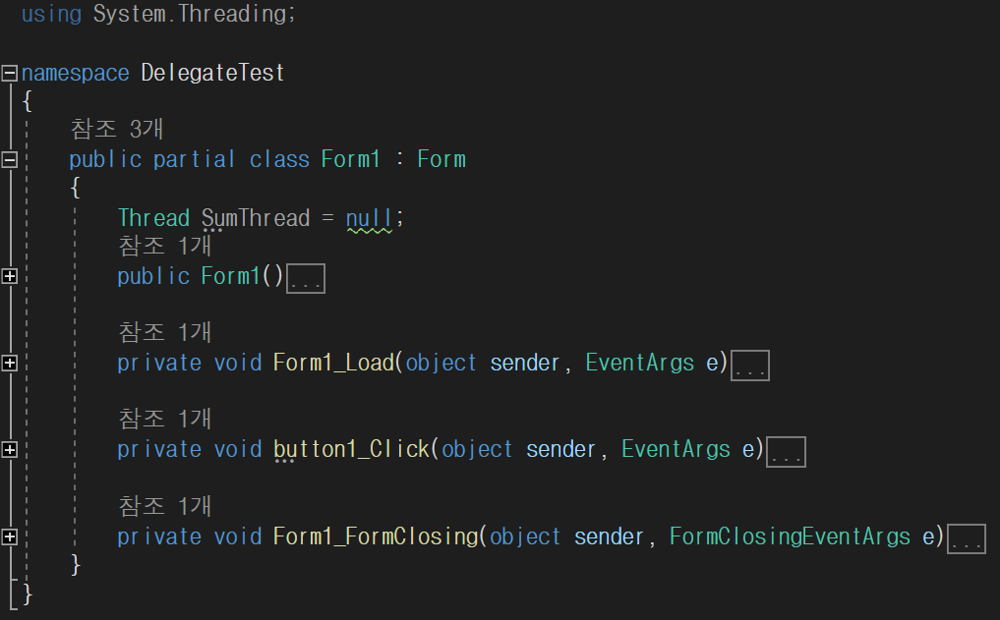 using System.Threading;
namespace DelegateTest
{
참조 3개
public partial class Form1 : Form
{
Thread SumThread = null;
참조 1개
public Form1()...
참조 1개
private void Form1_Load(object sender, EventArgs e)...
참조 1개
private void button1_Click(object sender, EventArgs e)...
참조 1개
private void Form1_FormClosing(object sender, FormClosingEventArgs e)...
}
}